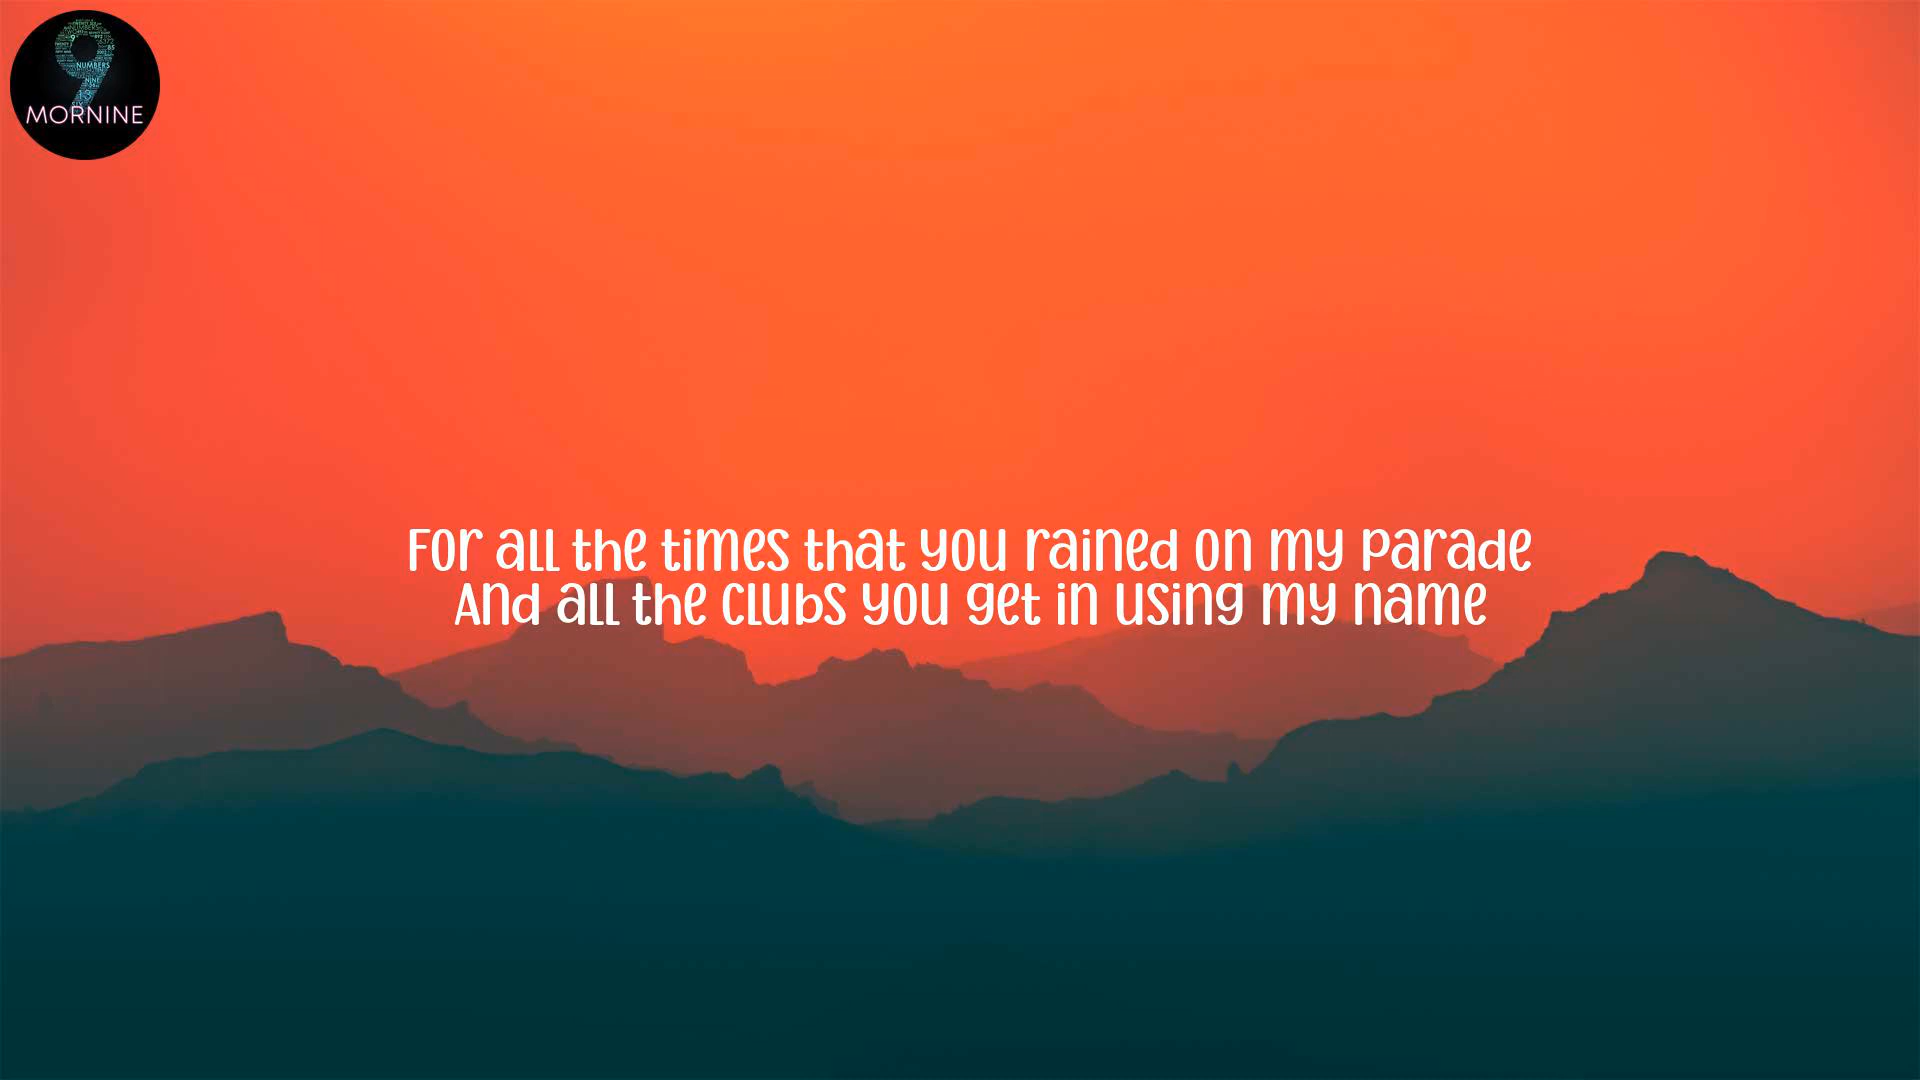 MORNINE
For all the times that you rained on my parade
And all the clubs you get in using my name